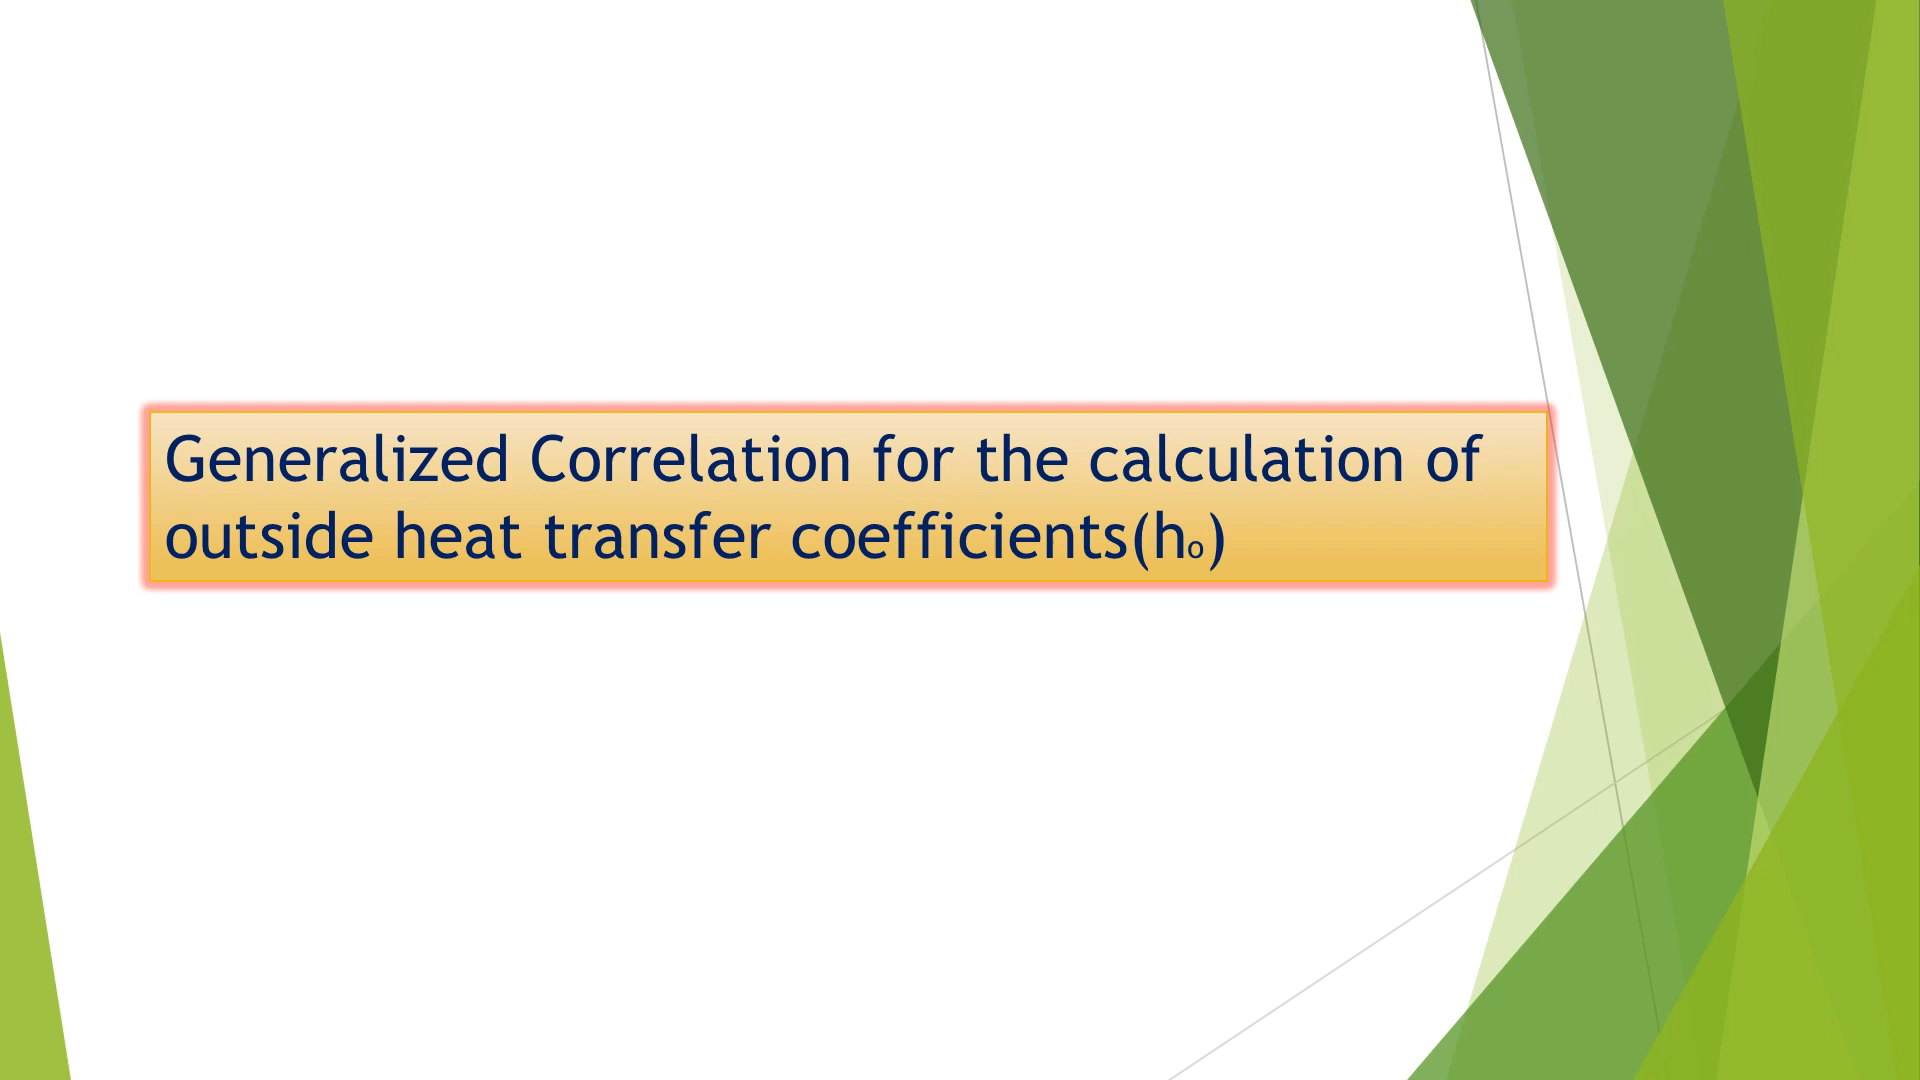 Generalized Correlation for the calculation of
outside heat transfer coefficients(hₒ)